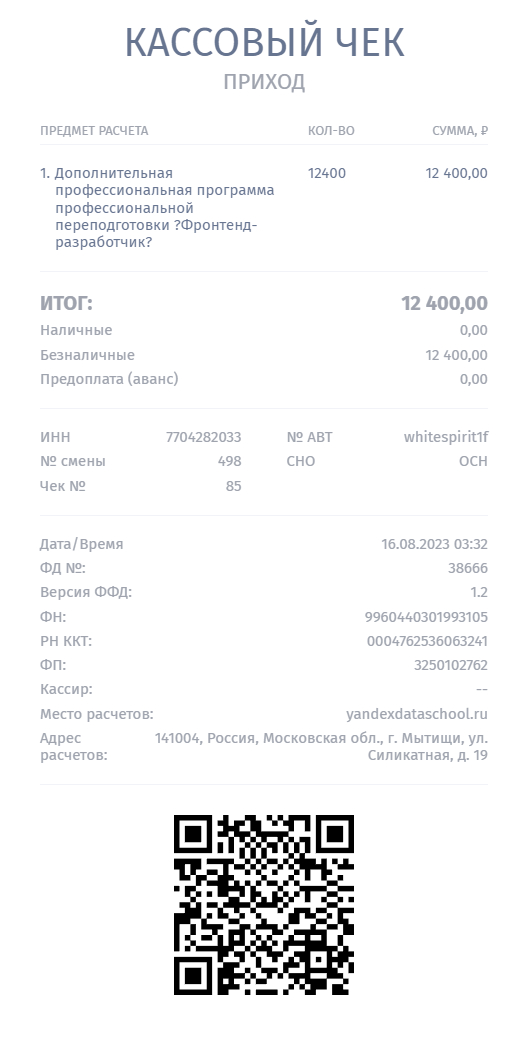 КАССОВЫЙ ЧЕК
ПРИХОД
ПРЕДМЕТ РАСЧЕТА КОЛ-ВО СУММА, ₽
1. Дополнительная 12400 12 400,00
профессиональная программа
профессиональной
переподготовки ?Фронтенд-
разработчик?
ИТОГ: 12 400,00
Наличные 0,00
Безналичные 12 400,00
Предоплата (аванс) 0,00
ИНН 7704282033 № АВТ whitespirit1f
№ смены 498 СНО ОСН
Чек № 85
Дата/Время 16.08.2023 03:32
ФД №: 38666
Версия ФФД: 1.2
ФН: 9960440301993105
РН ККТ: 0004762536063241
ФП: 3250102762
Кассир: --
Место расчетов: yandexdataschool.ru
Адрес 141004, Россия, Московская обл., г. Мытищи, ул.
расчетов: Силикатная, д. 19